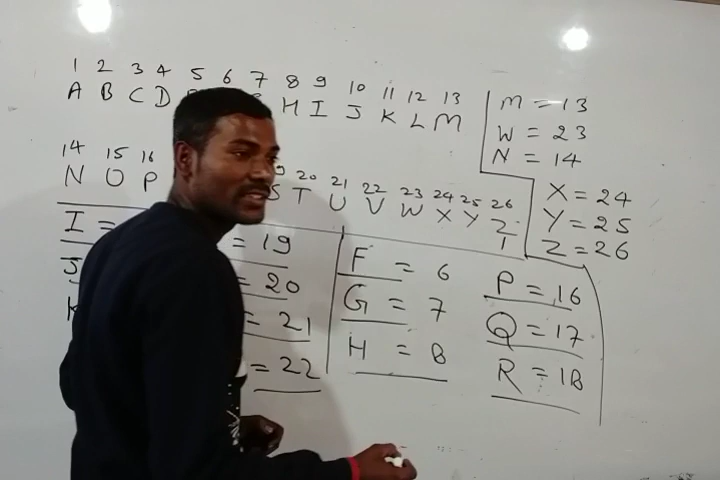 1 2 3 4 5 6 7 8 9 10 11 12 13
A B C D H I J K L M
14 15 16 20 21 22 23 24 25 26
N O P S T U V W X Y Z
M = 13
W = 23
N = 14
X = 24
Y = 25
Z = 26
I =
J
K
= 19
= 20
= 21
= 22
F = 6
G = 7
H = 8
P = 16
Q = 17
R = 18